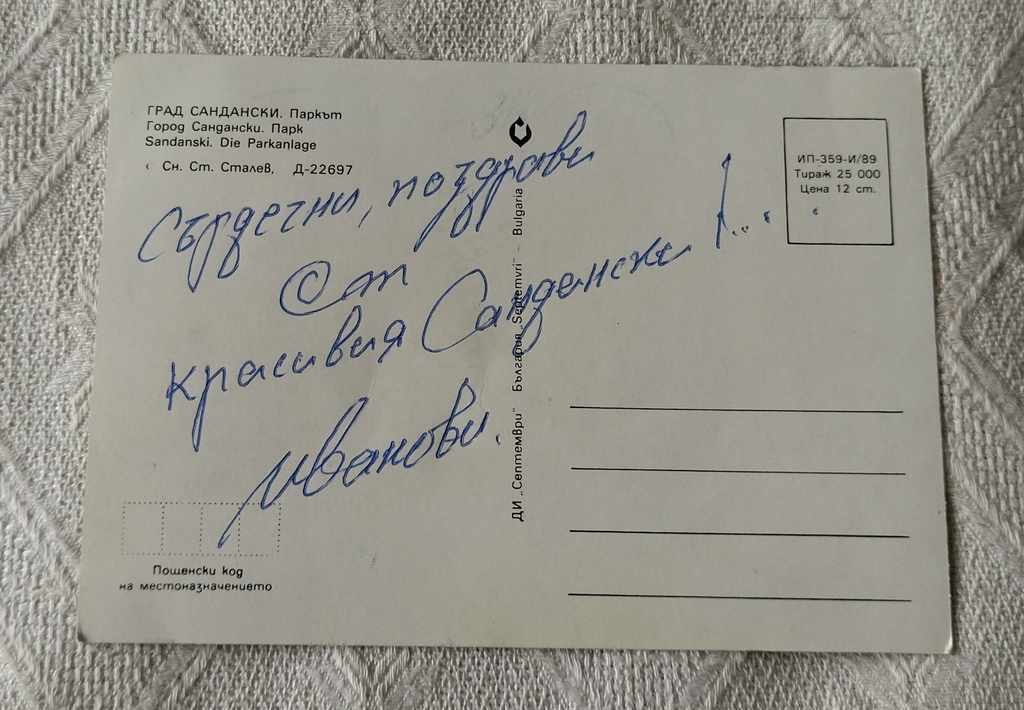 ГРАД САНДАНСКИ. Паркът
Город Сандански. Парк
Sandanski. Die Parkanlage
Сн. Ст. Сталев, Д-22697
Сърдечни, поздрави
От
красивия Сандански!...
Иванови.
Пощенски код
на местоназначението
ДИ „Септември" България „Septemvri" Bulgaria
ИП-359-И/89
Тираж 25 000
Цена 12 ст.